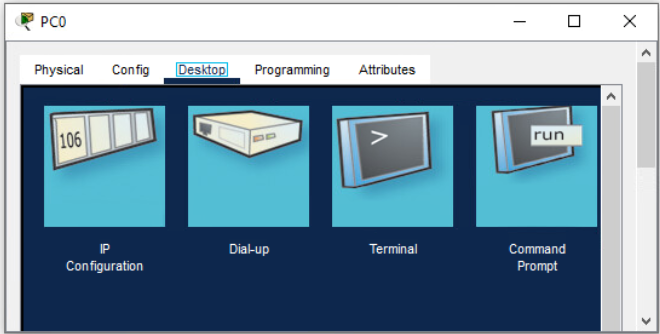 PC0
Physical Config Desktop Programming Attributes
106
>
run
IP
Configuration
Dial-up
Terminal
Command
Prompt